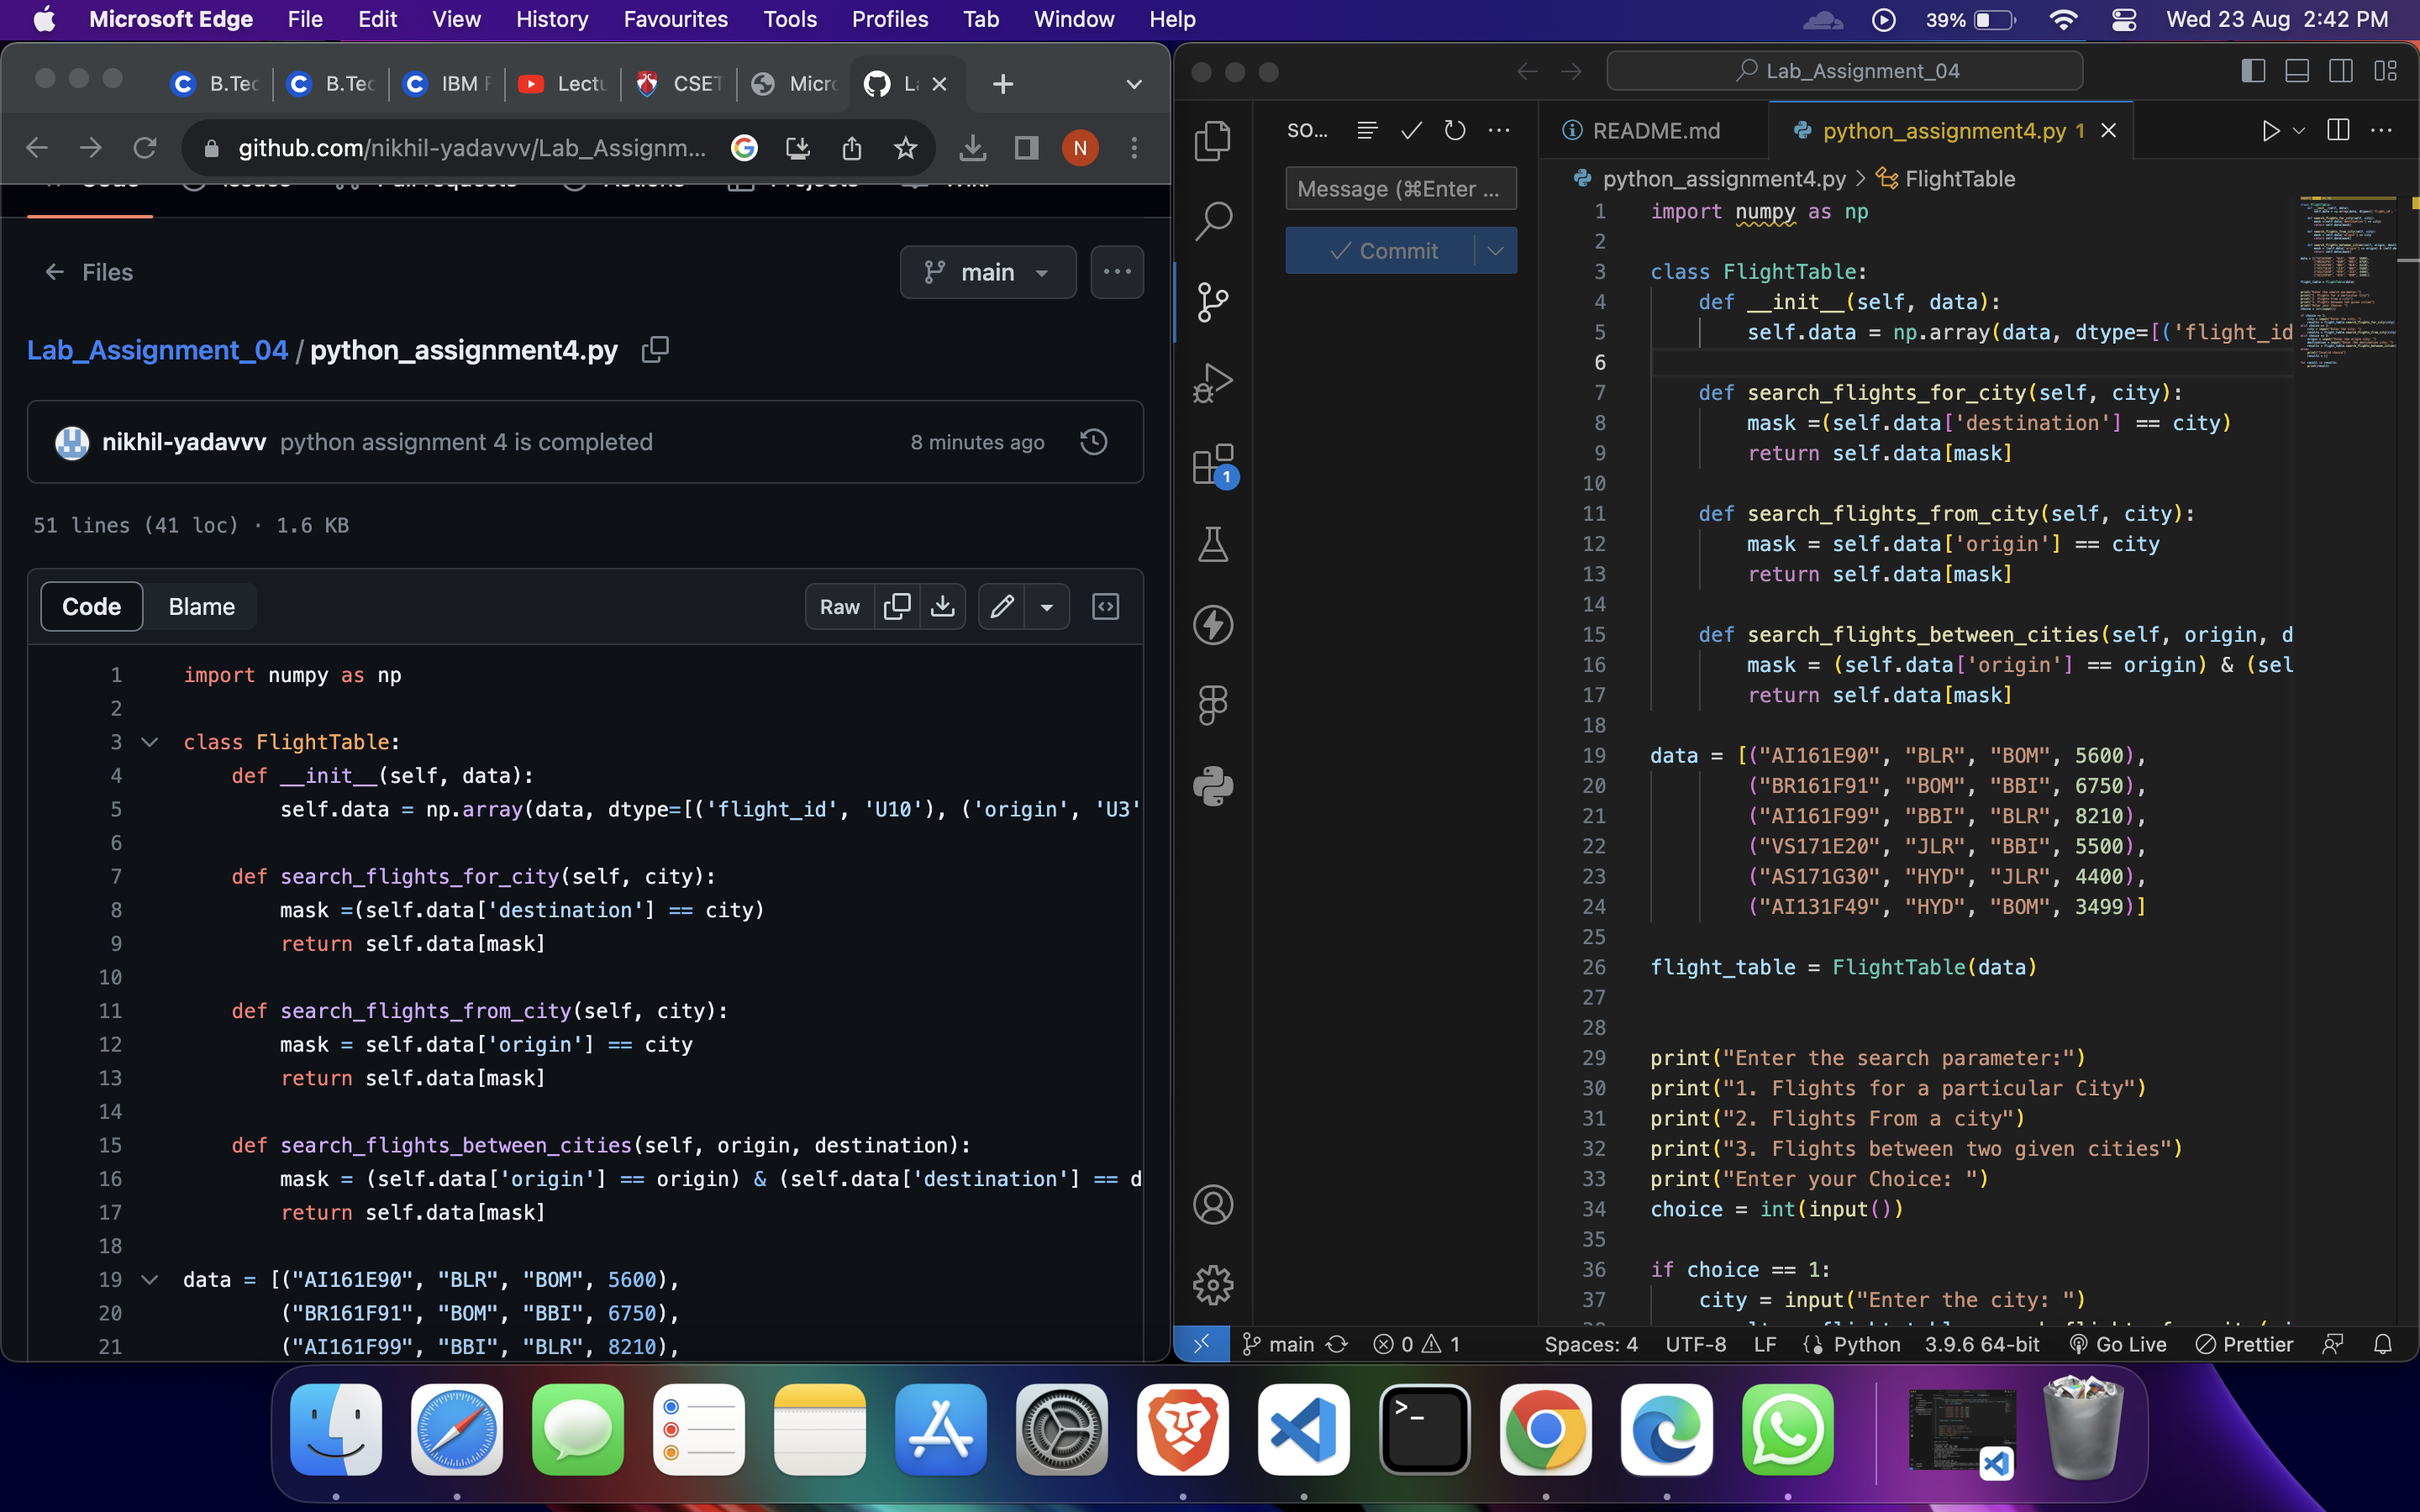 Microsoft Edge File Edit View History Favourites Tools Profiles Tab Window Help 39% Wed 23 Aug 2:42 PM
B.Tec B.Tec IBM Lectu CSET Micro
github.com/nikhil-yadavvv/Lab_Assignm... N
Code Issues Pull requests Actions Projects Wiki
Files main
Lab_Assignment_04 / python_assignment4.py
nikhil-yadavvv python assignment 4 is completed 8 minutes ago
51 lines (41 loc) · 1.6 KB
Code Blame Raw
1 import numpy as np
2
3 class FlightTable:
4 def __init__(self, data):
5 self.data = np.array(data, dtype=[('flight_id', 'U10'), ('origin', 'U3'
6
7 def search_flights_for_city(self, city):
8 mask =(self.data['destination'] == city)
9 return self.data[mask]
10
11 def search_flights_from_city(self, city):
12 mask = self.data['origin'] == city
13 return self.data[mask]
14
15 def search_flights_between_cities(self, origin, destination):
16 mask = (self.data['origin'] == origin) & (self.data['destination'] == d
17 return self.data[mask]
18
19 data = [("AI161E90", "BLR", "BOM", 5600),
20 ("BR161F91", "BOM", "BBI", 6750),
21 ("AI161F99", "BBI", "BLR", 8210),
Lab_Assignment_04
SO...
Message (⌘Enter ...
Commit
1
README.md python_assignment4.py 1
python_assignment4.py > FlightTable
1 import numpy as np
2
3 class FlightTable:
4 def __init__(self, data):
5 self.data = np.array(data, dtype=[('flight_id
6
7 def search_flights_for_city(self, city):
8 mask =(self.data['destination'] == city)
9 return self.data[mask]
10
11 def search_flights_from_city(self, city):
12 mask = self.data['origin'] == city
13 return self.data[mask]
14
15 def search_flights_between_cities(self, origin, d
16 mask = (self.data['origin'] == origin) & (sel
17 return self.data[mask]
18
19 data = [("AI161E90", "BLR", "BOM", 5600),
20 ("BR161F91", "BOM", "BBI", 6750),
21 ("AI161F99", "BBI", "BLR", 8210),
22 ("VS171E20", "JLR", "BBI", 5500),
23 ("AS171G30", "HYD", "JLR", 4400),
24 ("AI131F49", "HYD", "BOM", 3499)]
25
26 flight_table = FlightTable(data)
27
28
29 print("Enter the search parameter:")
30 print("1. Flights for a particular City")
31 print("2. Flights From a city")
32 print("3. Flights between two given cities")
33 print("Enter your Choice: ")
34 choice = int(input())
35
36 if choice == 1:
37 city = input("Enter the city: ")
main 0 1 Spaces: 4 UTF-8 LF Python 3.9.6 64-bit Go Live Prettier